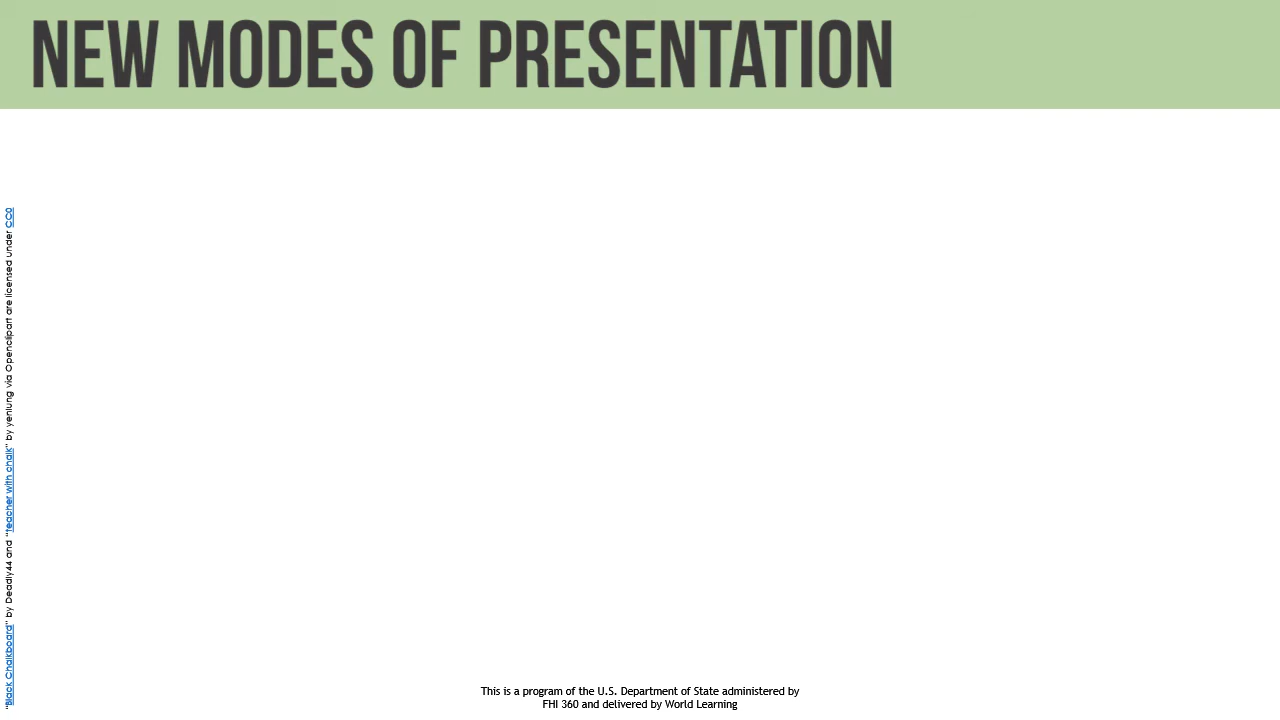 NEW MODES OF PRESENTATION
"Black Chalkboard" by Deadly44 and "teacher with chalk" by yenlung via Openclipart are licensed under CC0
This is a program of the U.S. Department of State administered by
FHI 360 and delivered by World Learning